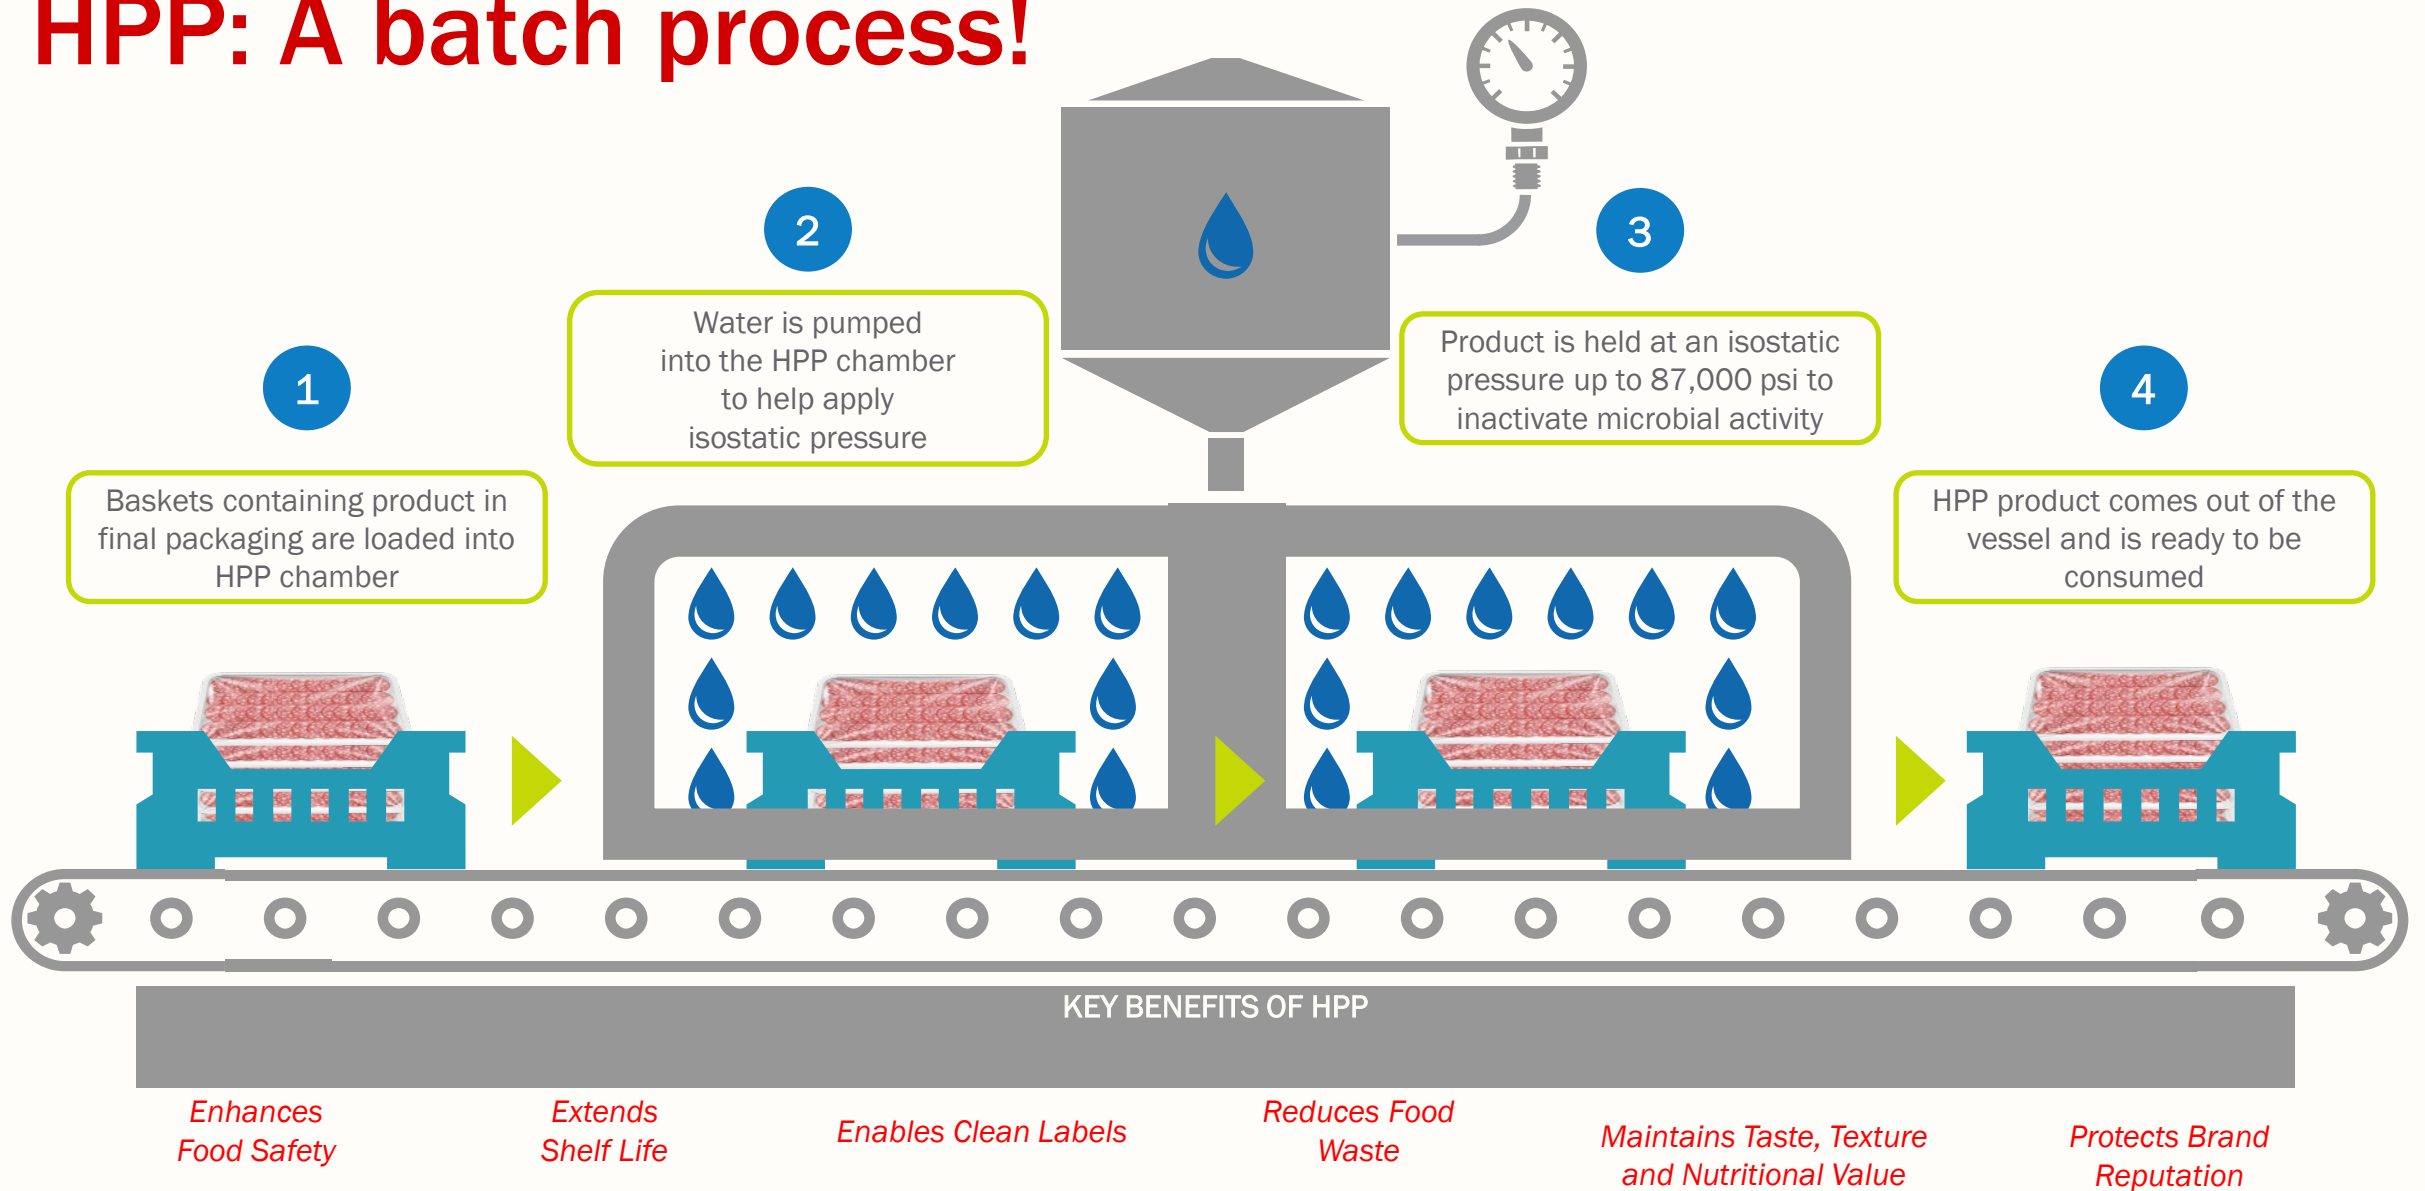 HPP: A batch process!
1
Baskets containing product in
final packaging are loaded into
HPP chamber
2
Water is pumped
into the HPP chamber
to help apply
isostatic pressure
3
Product is held at an isostatic
pressure up to 87,000 psi to
inactivate microbial activity
4
HPP product comes out of the
vessel and is ready to be
consumed
KEY BENEFITS OF HPP
Enhances
Food Safety
Extends
Shelf Life
Enables Clean Labels
Reduces Food
Waste
Maintains Taste, Texture
and Nutritional Value
Protects Brand
Reputation